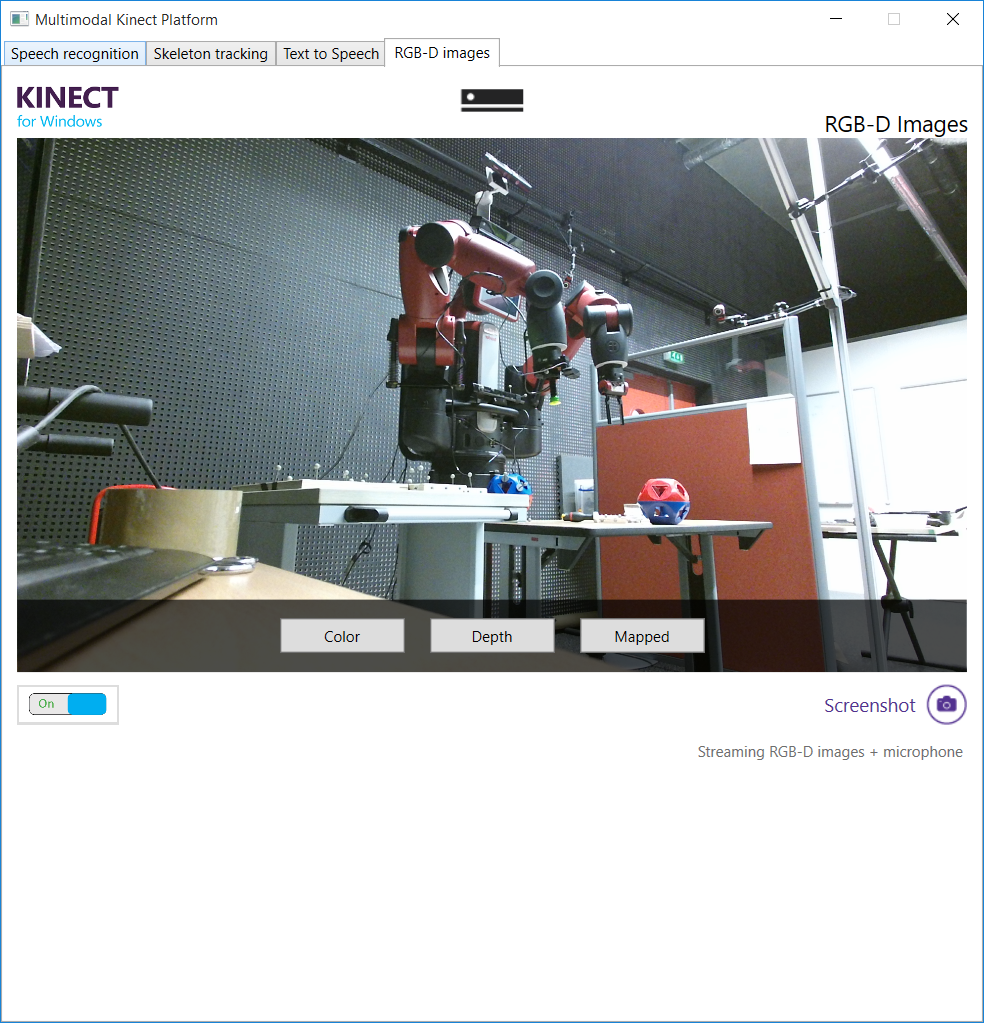 Multimodal Kinect Platform
Speech recognition
Skeleton tracking
Text to Speech
RGB-D images
KINECT
for Windows
RGB-D Images
Color
Depth
Mapped
On
Screenshot
Streaming RGB-D images + microphone